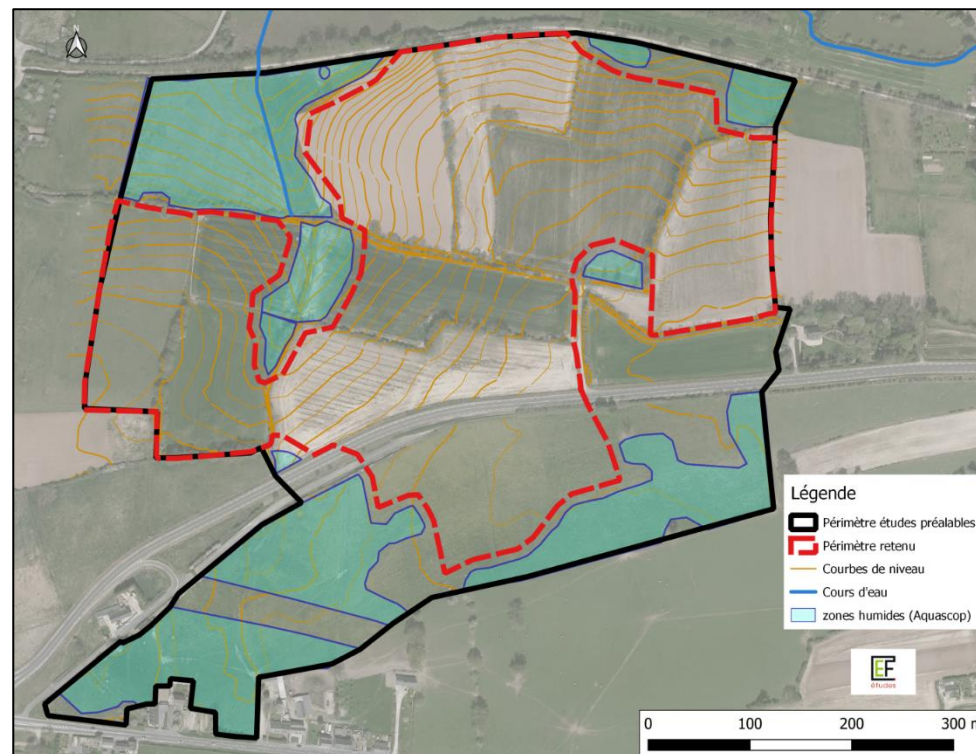 N
Légende
Périmètre études préalables
Périmètre retenu
Courbes de niveau
Cours d'eau
zones humides (Aquascop)
CEF
études
0 100 200 300 m